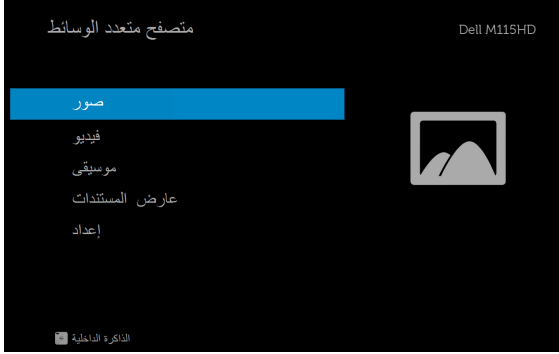 متصفح متعدد الوسائط
Dell M115HD
صور
فيديو
موسيقى
عارض المستندات
إعداد
الذاكرة الداخلية